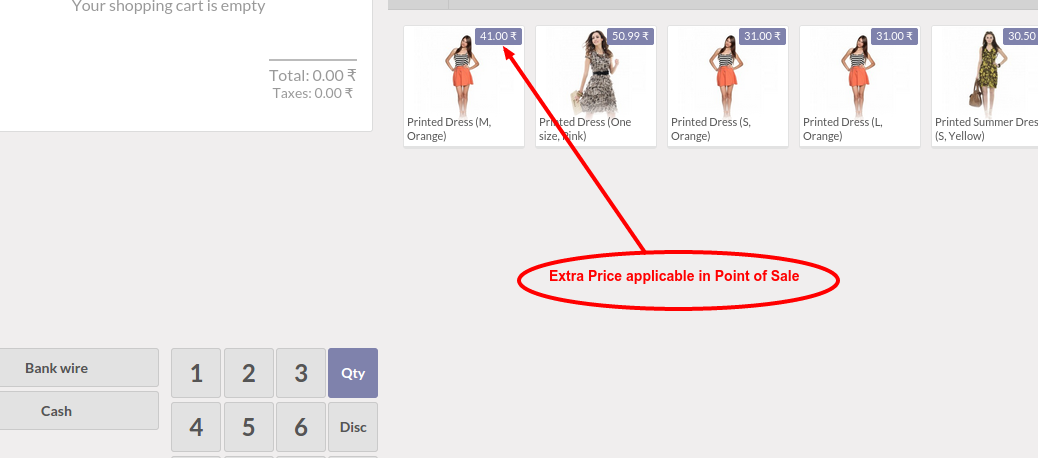 Your shopping cart is empty
Total: 0.00 ₹
Taxes: 0.00 ₹
41.00 ₹
Printed Dress (M,
Orange)
50.99 ₹
Printed Dress (One
size, Pink)
31.00 ₹
Printed Dress (S,
Orange)
31.00 ₹
Printed Dress (L,
Orange)
30.50
Printed Summer Dres
(S, Yellow)
Extra Price applicable in Point of Sale
Bank wire
Cash
1 2 3 Qty
4 5 6 Disc